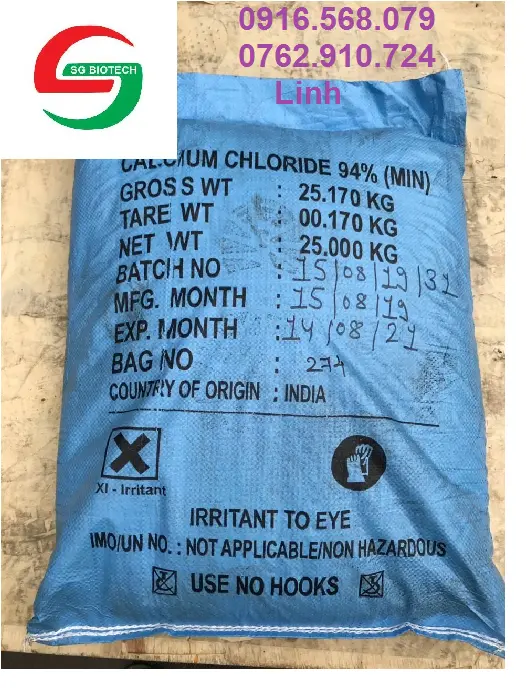 0916.568.079
0762.910.724
Linh
SG BIOTECH
CALCIUM CHLORIDE 94% (MIN)
GROSS WT : 25.170 KG
TARE WT : 00.170 KG
NET WT : 25.000 KG
BATCH NO : 15/08/19/31
MFG. MONTH : 15/08/19
EXP. MONTH : 14/08/21
BAG NO : 274
COUNTRY OF ORIGIN : INDIA
XI - Irritant
IRRITANT TO EYE
IMO/UN NO. : NOT APPLICABLE/NON HAZARDOUS
USE NO HOOKS